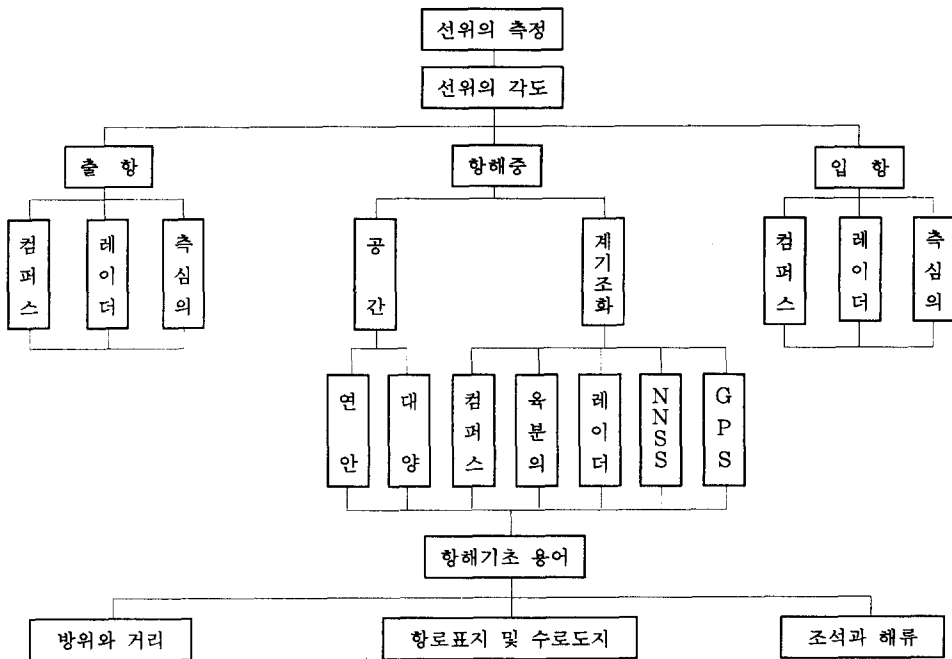 선위의 측정
선위의 각도
출 항
항해중
입 항
컴퍼스
레이더
측심의
공간
계기조화
컴퍼스
레이더
측심의
연안
대양
컴퍼스
육분의
레이더
NNSS
GPS
항해기초 용어
방위와 거리
항로표지 및 수로도지
조석과 해류